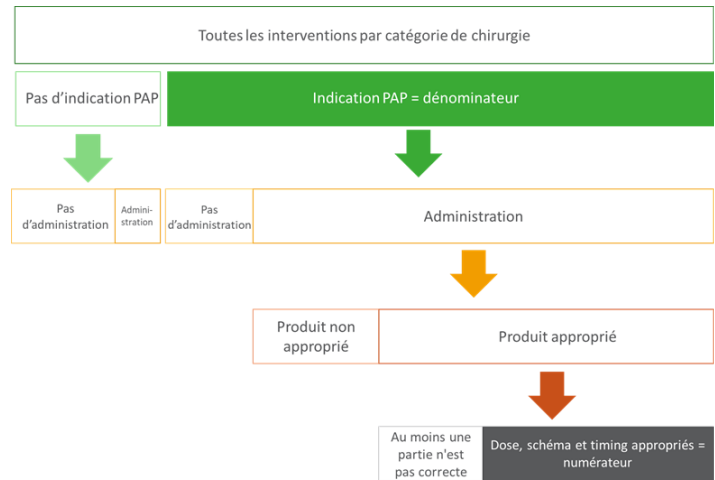 Toutes les interventions par catégorie de chirurgie
Pas d'indication PAP
Indication PAP = dénominateur
Pas
d'administration
Admini-
stration
Pas
d'administration
Administration
Produit non
approprié
Produit approprié
Au moins une
partie n'est
pas correcte
Dose, schéma et timing appropriés =
numérateur